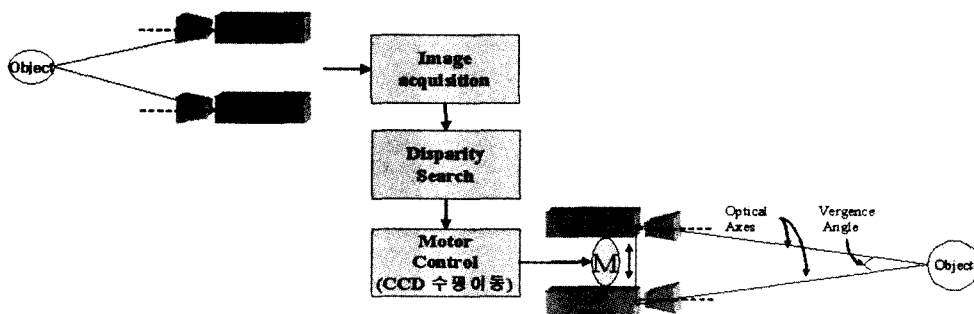 Object
Image
acquisition
Disparity
Search
Motor
Control
(CCD 수평이동)
M
Optical
Axes
Vergence
Angle
Object